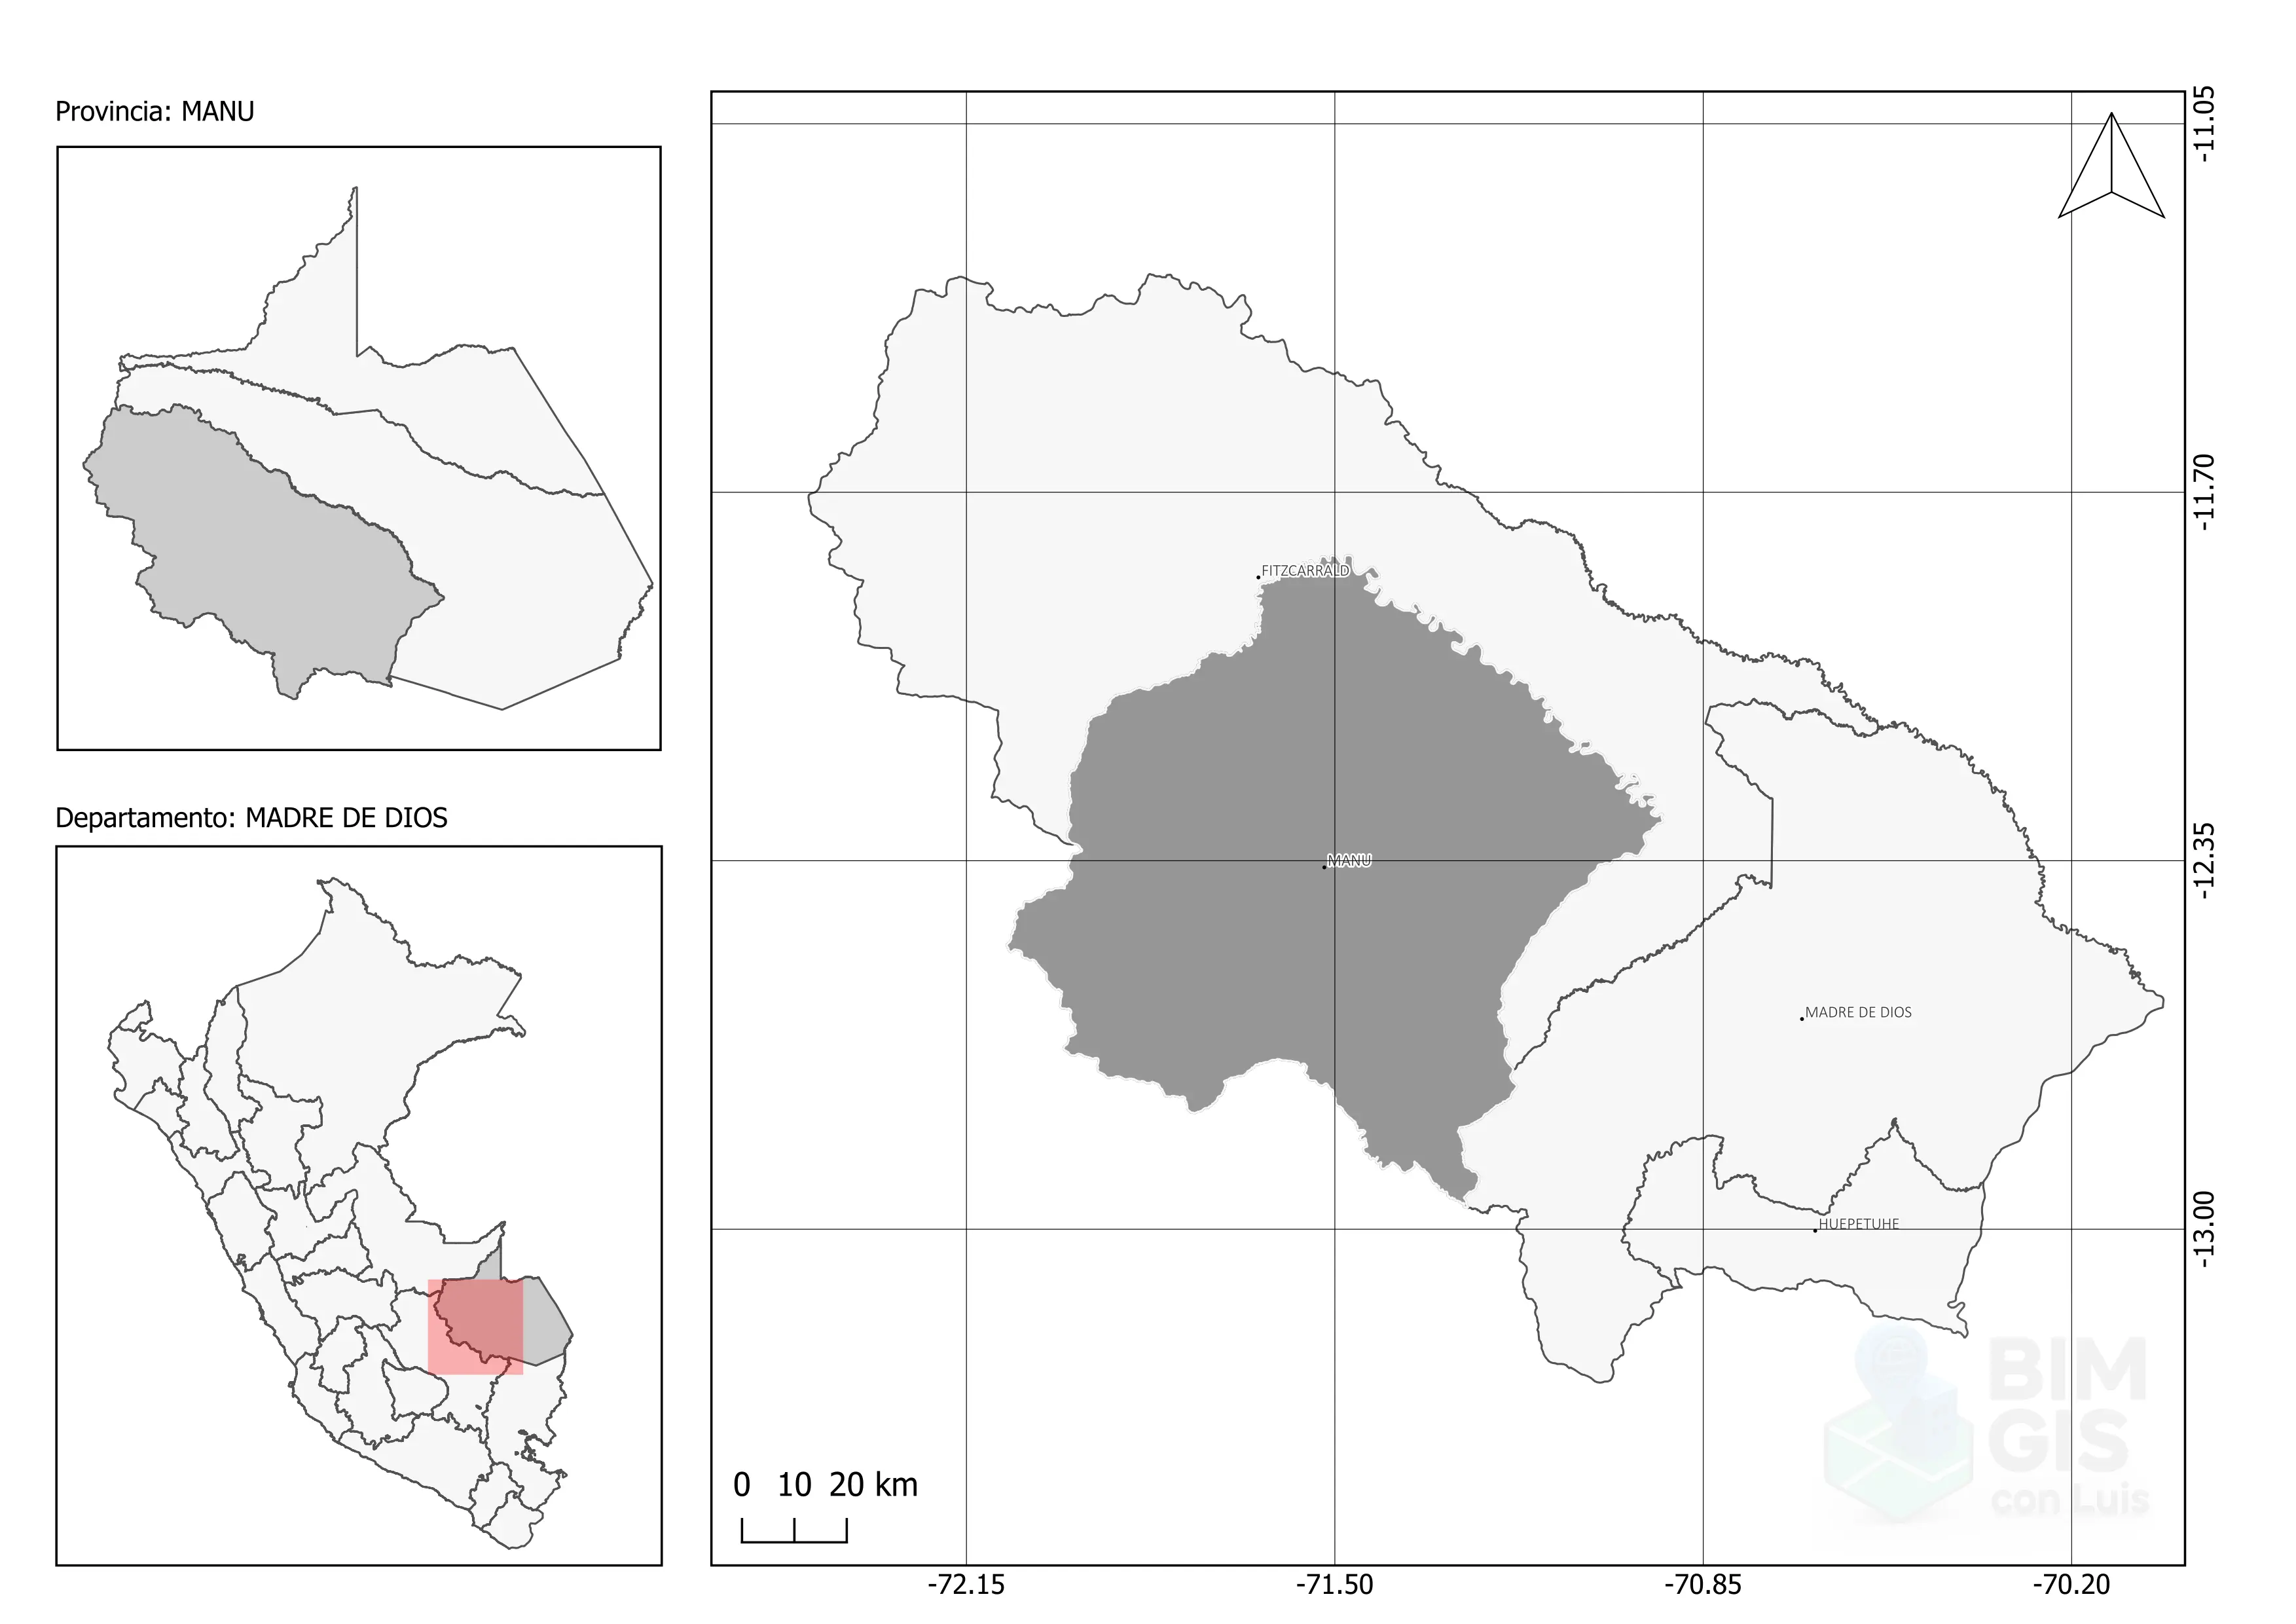 Provincia: MANU
Departamento: MADRE DE DIOS
-11.05
-11.70
-12.35
-13.00
FITZCARRALD
MANU
MADRE DE DIOS
HUEPETUHE
BIM
GIS
con Luis
0 10 20 km
-72.15 -71.50 -70.85 -70.20